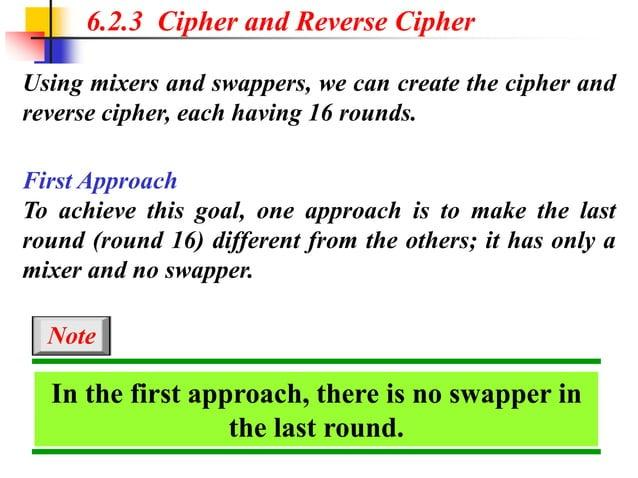 6.2.3 Cipher and Reverse Cipher
Using mixers and swappers, we can create the cipher and
reverse cipher, each having 16 rounds.
First Approach
To achieve this goal, one approach is to make the last
round (round 16) different from the others; it has only a
mixer and no swapper.
Note
In the first approach, there is no swapper in
the last round.